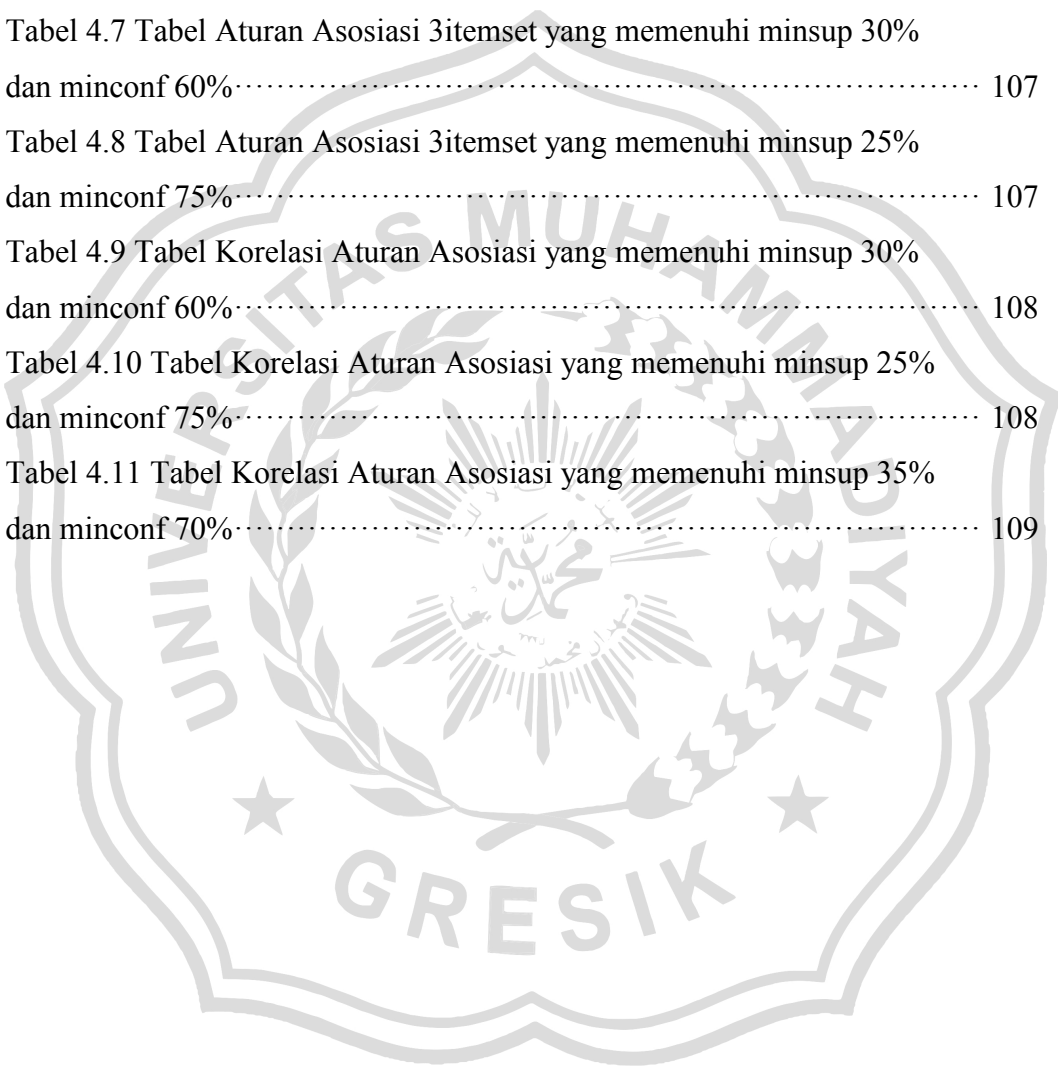 Tabel 4.7 Tabel Aturan Asosiasi 3itemset yang memenuhi minsup 30%
dan minconf 60%·································································· 107
Tabel 4.8 Tabel Aturan Asosiasi 3itemset yang memenuhi minsup 25%
dan minconf 75%·································································· 107
Tabel 4.9 Tabel Korelasi Aturan Asosiasi yang memenuhi minsup 30%
dan minconf 60%·································································· 108
Tabel 4.10 Tabel Korelasi Aturan Asosiasi yang memenuhi minsup 25%
dan minconf 75%·································································· 108
Tabel 4.11 Tabel Korelasi Aturan Asosiasi yang memenuhi minsup 35%
dan minconf 70%·································································· 109
UNIVERSITAS MUHAMMADIYAH
GRESIK